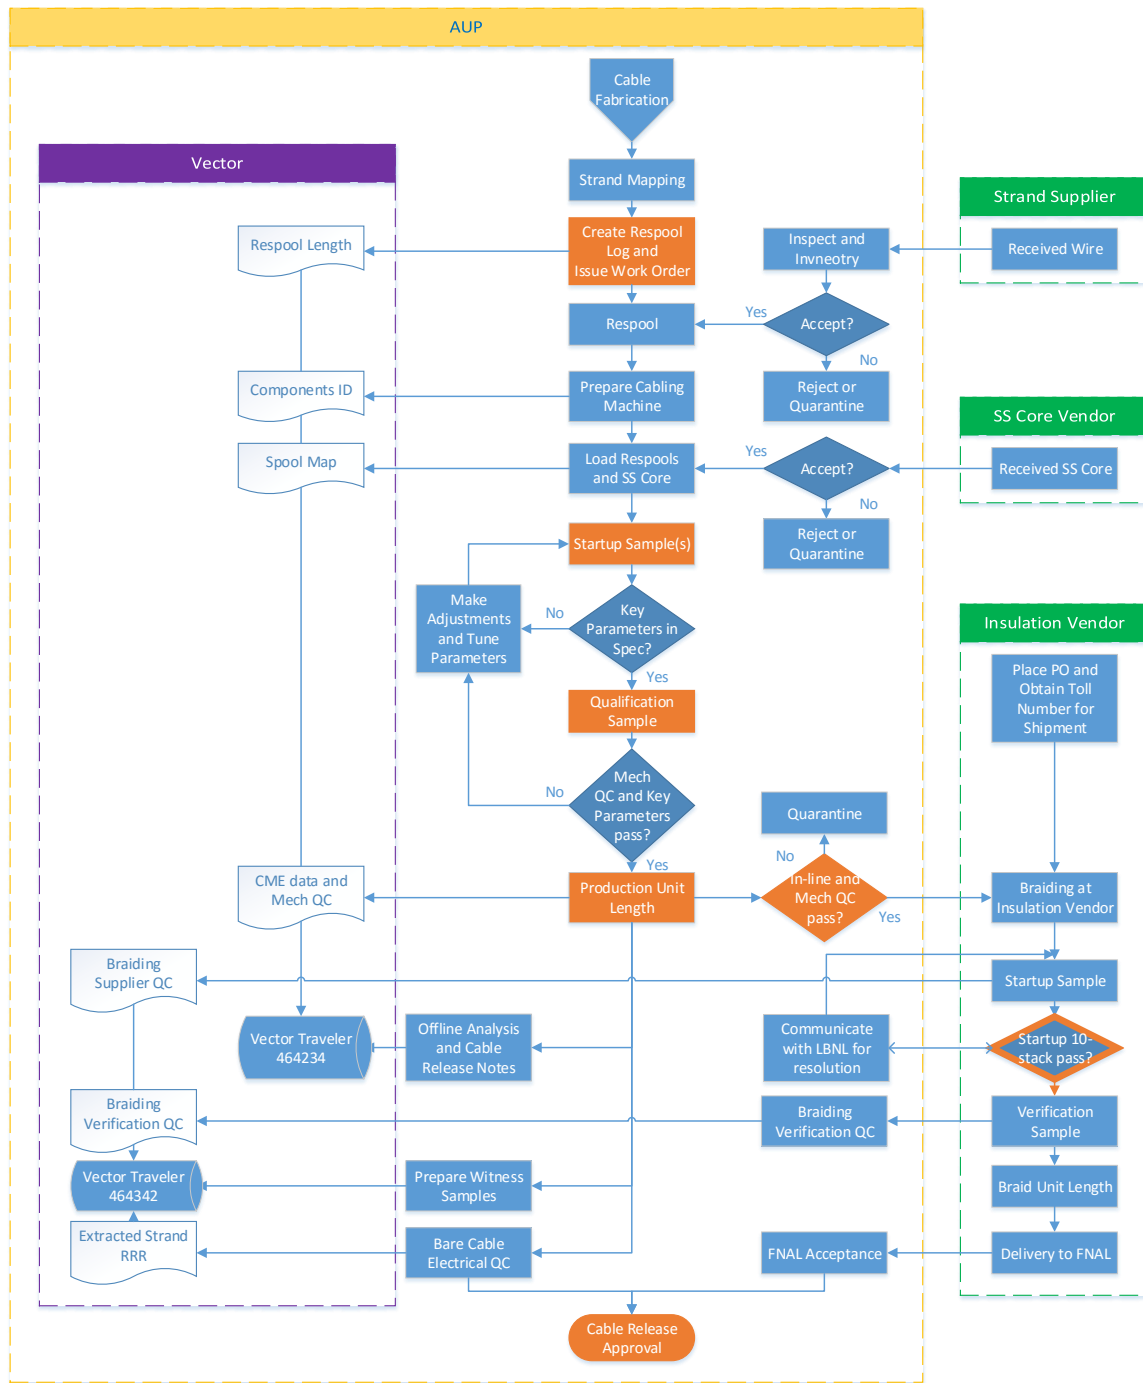 AUP
Cable
Fabrication
Vector
Strand Mapping
Strand Supplier
Respool Length
Create Respool
Log and
Issue Work Order
Inspect and
Invneotry
Received Wire
Respool
Yes
Accept?
No
Components ID
Prepare Cabling
Machine
Reject or
Quarantine
SS Core Vendor
Spool Map
Load Respools
and SS Core
Yes
Accept?
Received SS Core
No
Startup Sample(s)
Reject or
Quarantine
Make
Adjustments
and Tune
Parameters
No
Key
Parameters in
Spec?
Yes
Insulation Vendor
Place PO and
Obtain Toll
Number for
Shipment
Qualification
Sample
No
Mech
QC and Key
Parameters
pass?
Yes
Quarantine
No
CME data and
Mech QC
Production Unit
Length
In-line and
Mech QC
pass?
Yes
Braiding at
Insulation Vendor
Braiding
Supplier QC
Startup Sample
Vector Traveler
464234
Offline Analysis
and Cable
Release Notes
Communicate
with LBNL for
resolution
Startup 10-
stack pass?
Braiding
Verification QC
Braiding
Verification QC
Verification
Sample
Vector Traveler
464342
Prepare Witness
Samples
Braid Unit Length
Extracted Strand
RRR
Bare Cable
Electrical QC
FNAL Acceptance
Delivery to FNAL
Cable Release
Approval